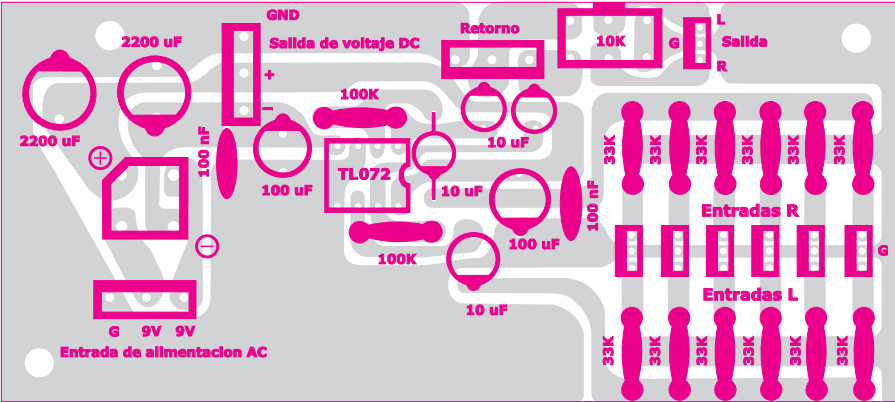 GND
2200 uF
Salida de voltaje DC
+
−
Retorno
10K
G
L
Salida
R
2200 uF
100K
100 nF
+
−
100 uF
TL072
10 uF
10 uF
100K
100 uF
100 nF
10 uF
33K
33K
33K
33K
33K
33K
Entradas R
G
Entradas L
33K
33K
33K
33K
33K
33K
G 9V 9V
Entrada de alimentacion AC